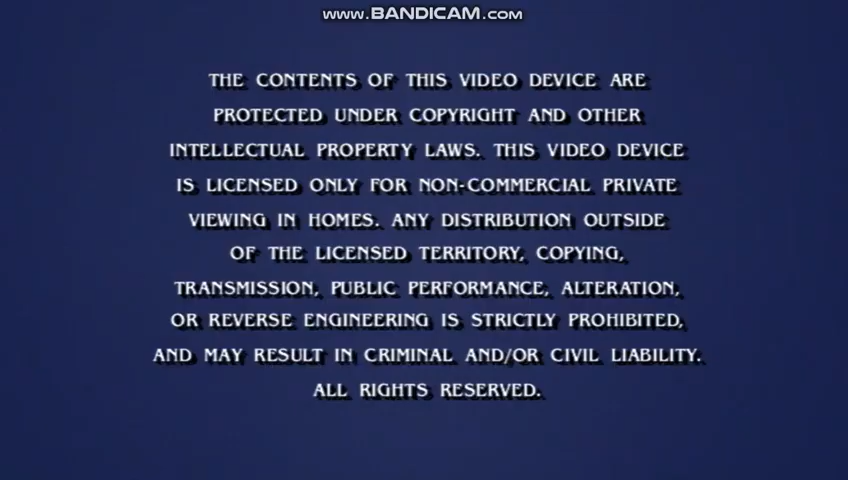 www.BANDICAM.com
THE CONTENTS OF THIS VIDEO DEVICE ARE
PROTECTED UNDER COPYRIGHT AND OTHER
INTELLECTUAL PROPERTY LAWS. THIS VIDEO DEVICE
IS LICENSED ONLY FOR NON-COMMERCIAL PRIVATE
VIEWING IN HOMES. ANY DISTRIBUTION OUTSIDE
OF THE LICENSED TERRITORY, COPYING,
TRANSMISSION, PUBLIC PERFORMANCE, ALTERATION,
OR REVERSE ENGINEERING IS STRICTLY PROHIBITED,
AND MAY RESULT IN CRIMINAL AND/OR CIVIL LIABILITY.
ALL RIGHTS RESERVED.